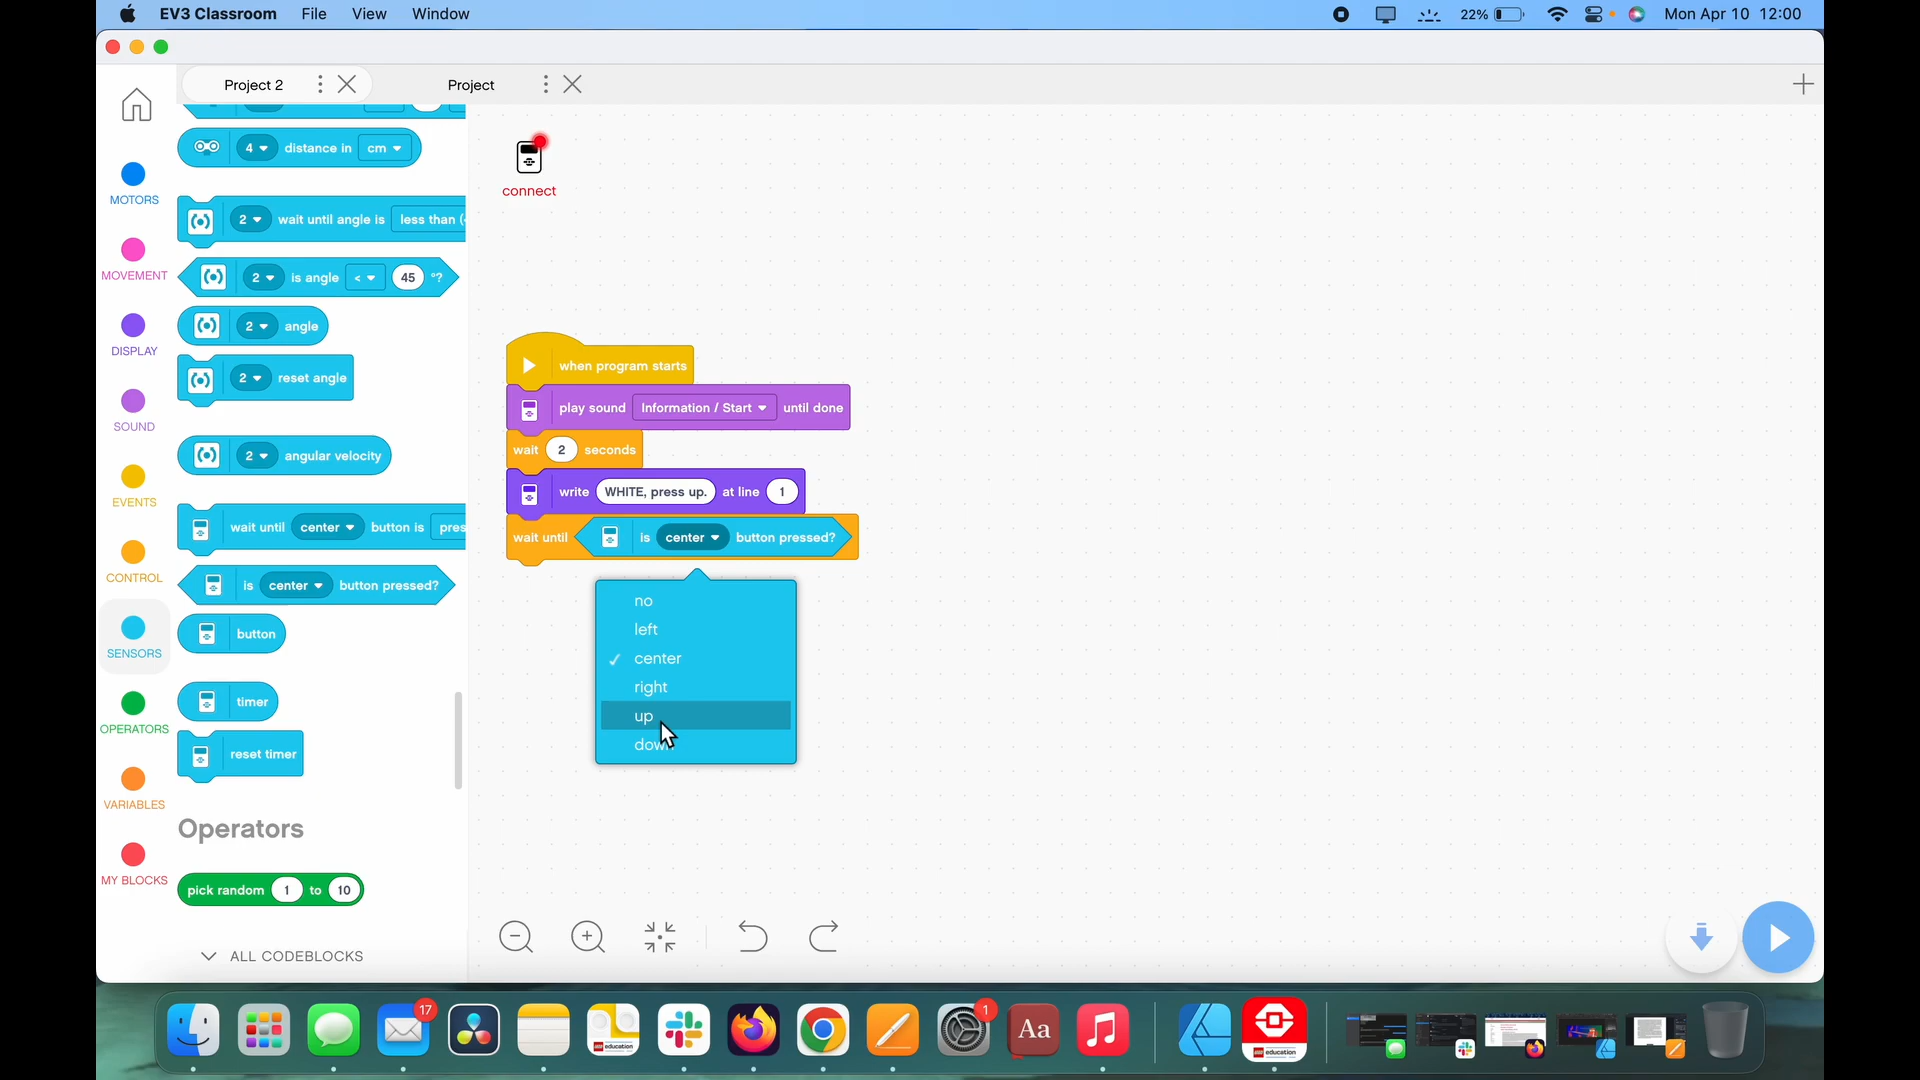 EV3 Classroom File View Window 22% Mon Apr 10 12:00
Project 2 Project
MOTORS
MOVEMENT
DISPLAY
SOUND
EVENTS
CONTROL
SENSORS
OPERATORS
VARIABLES
MY BLOCKS
4 distance in cm
2 wait until angle is less than (
2 is angle < 45 °?
2 angle
2 reset angle
2 angular velocity
wait until center button is
is center button pressed?
button
timer
reset timer
Operators
pick random 1 to 10
ALL CODEBLOCKS
connect
when program starts
play sound Information / Start until done
wait 2 seconds
write WHITE, press up. at line 1
wait until is center button pressed?
no
left
✓ center
right
up
down
17
1
Aa
education
education